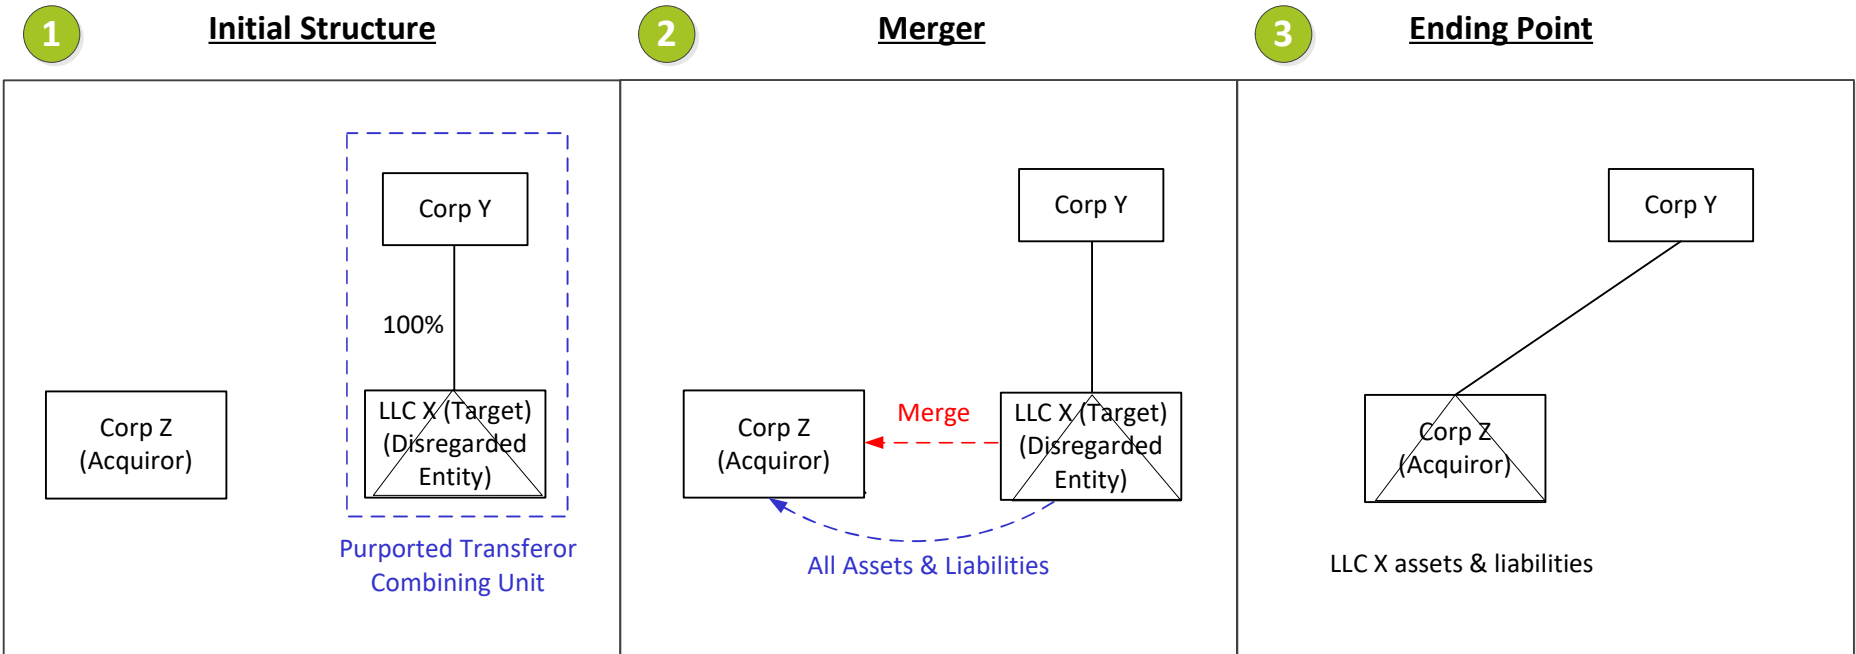 1
Initial Structure
2
Merger
3
Ending Point
Corp Y
100%
Corp Z
(Acquiror)
LLC X (Target)
(Disregarded
Entity)
Purported Transferor
Combining Unit
Corp Y
Corp Z
(Acquiror)
Merge
LLC X (Target)
(Disregarded
Entity)
All Assets & Liabilities
Corp Y
Corp Z
(Acquiror)
LLC X assets & liabilities